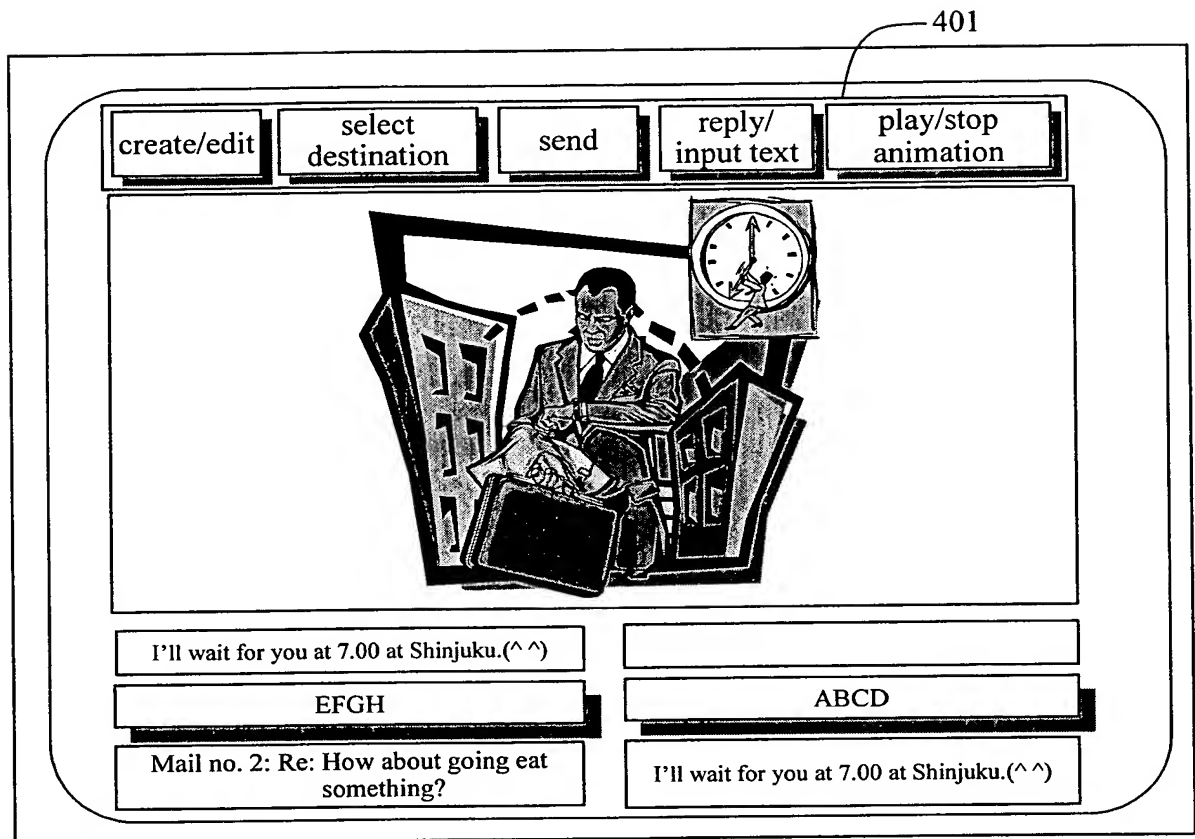 401
create/edit
select
destination
send
reply/
input text
play/stop
animation
I'll wait for you at 7.00 at Shinjuku.(^ ^)
EFGH
ABCD
Mail no. 2: Re: How about going eat
something?
I'll wait for you at 7.00 at Shinjuku.(^ ^)